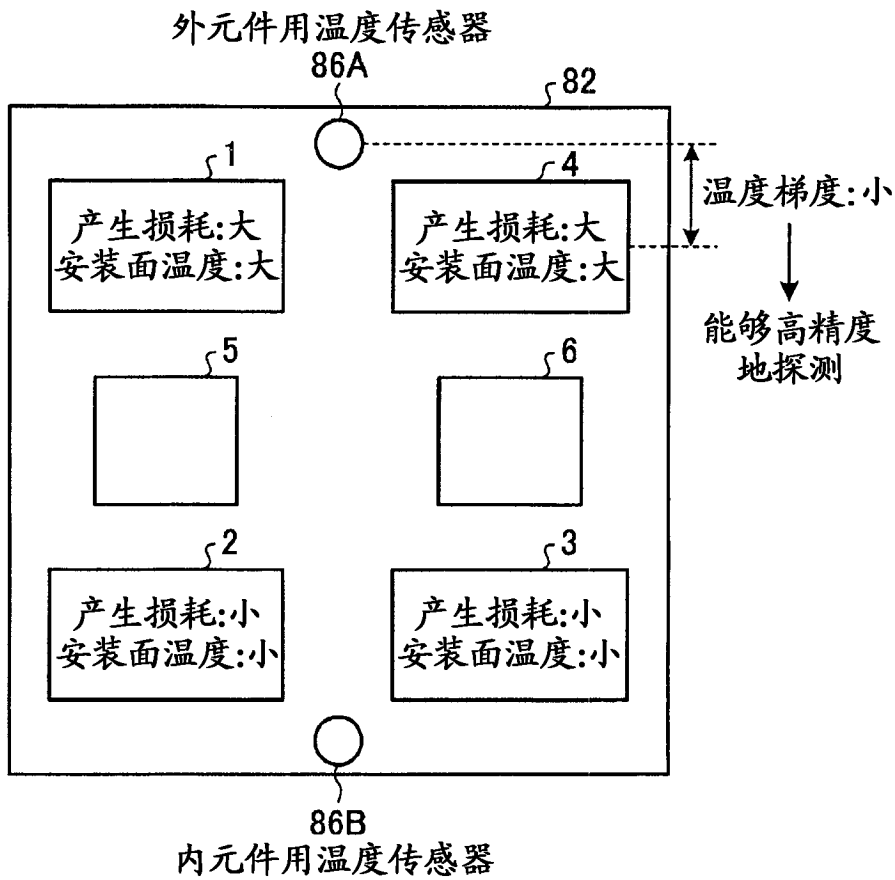 外元件用温度传感器
86A
82
1
4
产生损耗:大
安装面温度:大
产生损耗:大
安装面温度:大
温度梯度:小
能够高精度
地探测
5
6
2
3
产生损耗:小
安装面温度:小
产生损耗:小
安装面温度:小
86B
内元件用温度传感器